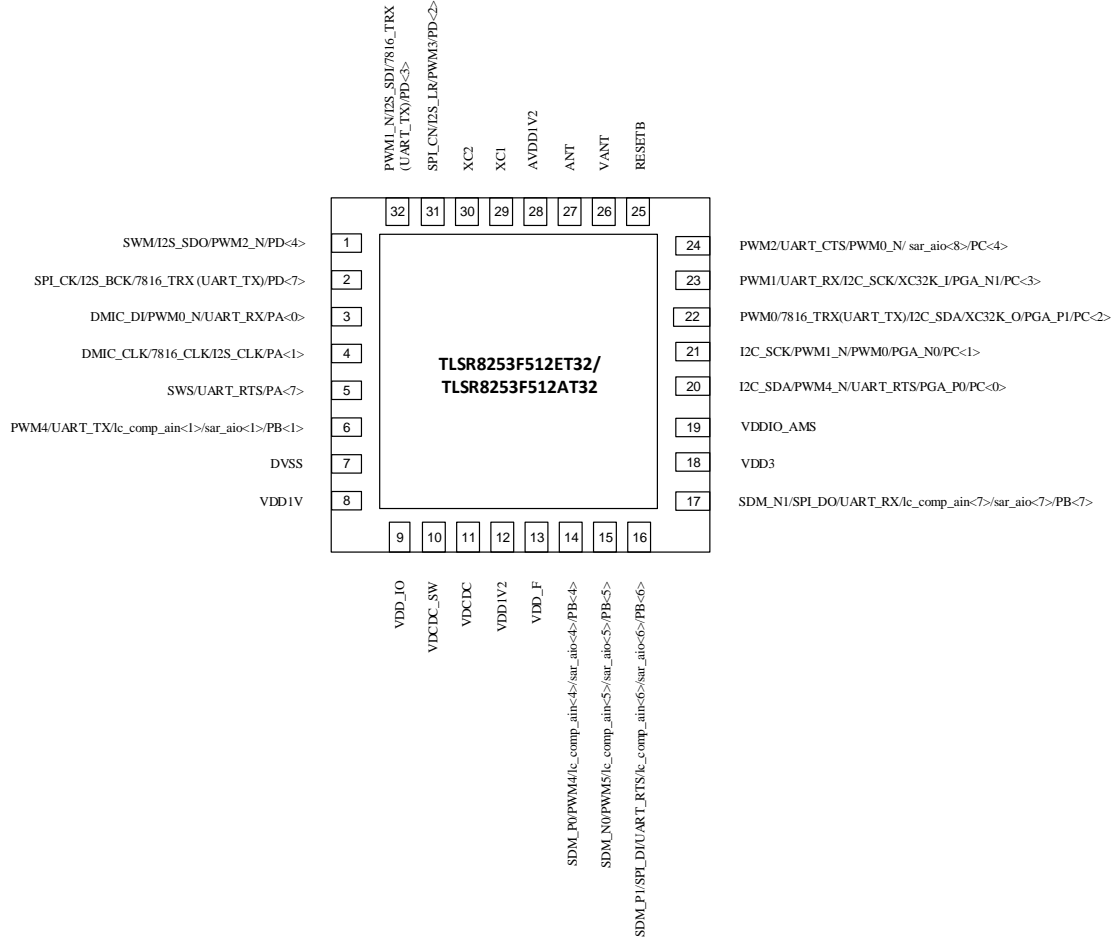 PWM1_N/I2S_SDI/7816_TRX
(UART_TX)/PD<3>
SPI_CN/I2S_LR/PWM3/PD<2>
XC2
XC1
AVDD1V2
ANT
VANT
RESETB
32
31
30
29
28
27
26
25
SWM/I2S_SDO/PWM2_N/PD<4>
1
SPI_CK/I2S_BCK/7816_TRX (UART_TX)/PD<7>
2
DMIC_DI/PWM0_N/UART_RX/PA<0>
3
DMIC_CLK/7816_CLK/I2S_CLK/PA<1>
4
SWS/UART_RTS/PA<7>
5
PWM4/UART_TX/lc_comp_ain<1>/sar_aio<1>/PB<1>
6
DVSS
7
VDD1V
8
TLSR8253F512ET32/
TLSR8253F512AT32
24
PWM2/UART_CTS/PWM0_N/ sar_aio<8>/PC<4>
23
PWM1/UART_RX/I2C_SCK/XC32K_I/PGA_N1/PC<3>
22
PWM0/7816_TRX(UART_TX)/I2C_SDA/XC32K_O/PGA_P1/PC<2>
21
I2C_SCK/PWM1_N/PWM0/PGA_N0/PC<1>
20
I2C_SDA/PWM4_N/UART_RTS/PGA_P0/PC<0>
19
VDDIO_AMS
18
VDD3
17
SDM_N1/SPI_DO/UART_RX/lc_comp_ain<7>/sar_aio<7>/PB<7>
9
10
11
12
13
14
15
16
VDD_IO
VDCDC_SW
VDCDC
VDD1V2
VDD_F
SDM_P0/PWM4/lc_comp_ain<4>/sar_aio<4>/PB<4>
SDM_N0/PWM5/lc_comp_ain<5>/sar_aio<5>/PB<5>
SDM_P1/SPI_DI/UART_RTS/lc_comp_ain<6>/sar_aio<6>/PB<6>